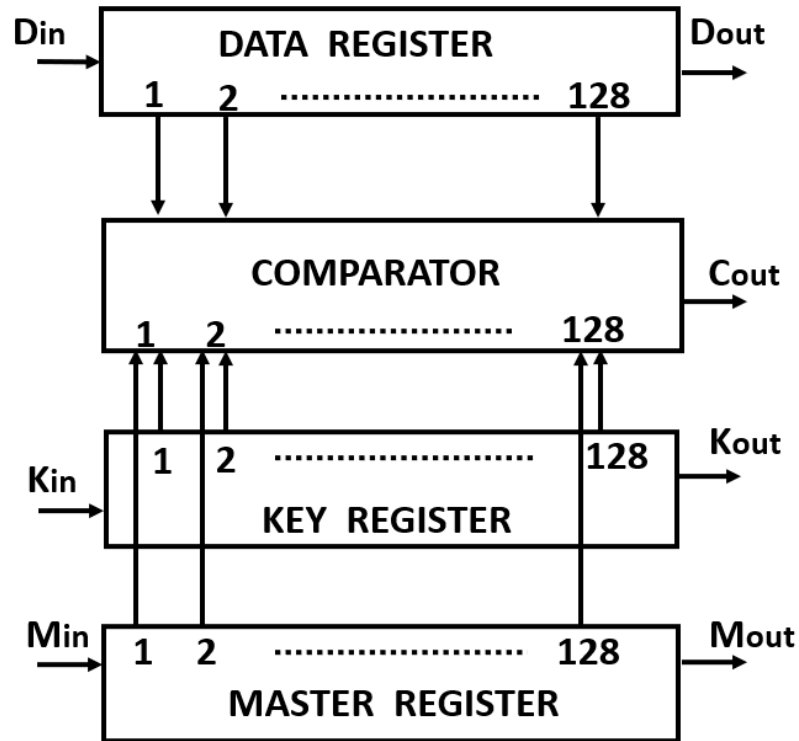 Din DATA REGISTER Dout
1 2 ........................... 128
COMPARATOR Cout
1 2 ......................... 128
1 2 ........................... 128 Kout
Kin KEY REGISTER
Min 1 2 .......................... 128 Mout
MASTER REGISTER